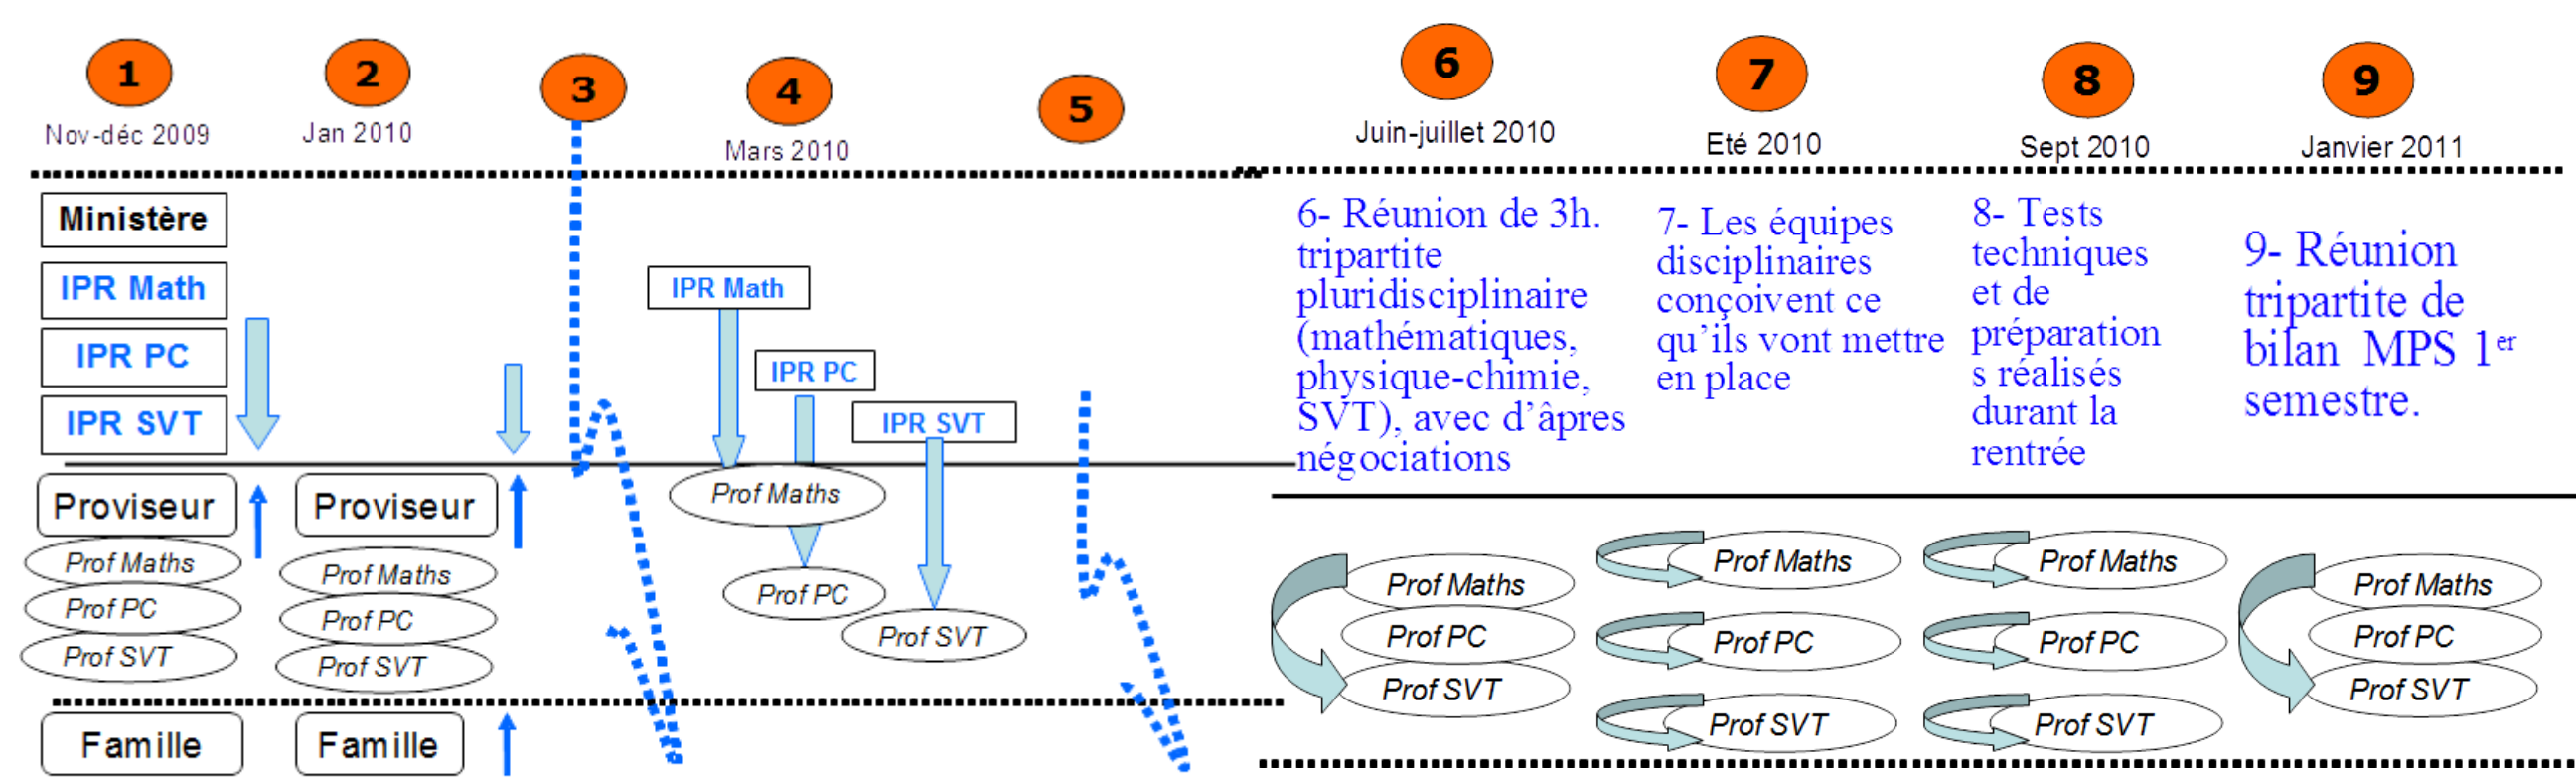 1
Nov-déc 2009
2
Jan 2010
3
4
Mars 2010
5
6
Juin-juillet 2010
7
Eté 2010
8
Sept 2010
9
Janvier 2011
Ministère
IPR Math
IPR PC
IPR SVT
Proviseur
Prof Maths
Prof PC
Prof SVT
Famille
Proviseur
Prof Maths
Prof PC
Prof SVT
Famille
IPR Math
IPR PC
IPR SVT
Prof Maths
Prof PC
Prof SVT
6- Réunion de 3h.
tripartite
pluridisciplinaire
(mathématiques,
physique-chimie,
SVT), avec d’âpres
négociations
Prof Maths
Prof PC
Prof SVT
7- Les équipes
disciplinaires
conçoivent ce
qu’ils vont mettre
en place
Prof Maths
Prof PC
Prof SVT
8- Tests
techniques
et de
préparation
s réalisés
durant la
rentrée
Prof Maths
Prof PC
Prof SVT
9- Réunion
tripartite de
bilan MPS 1er
semestre.
Prof Maths
Prof PC
Prof SVT